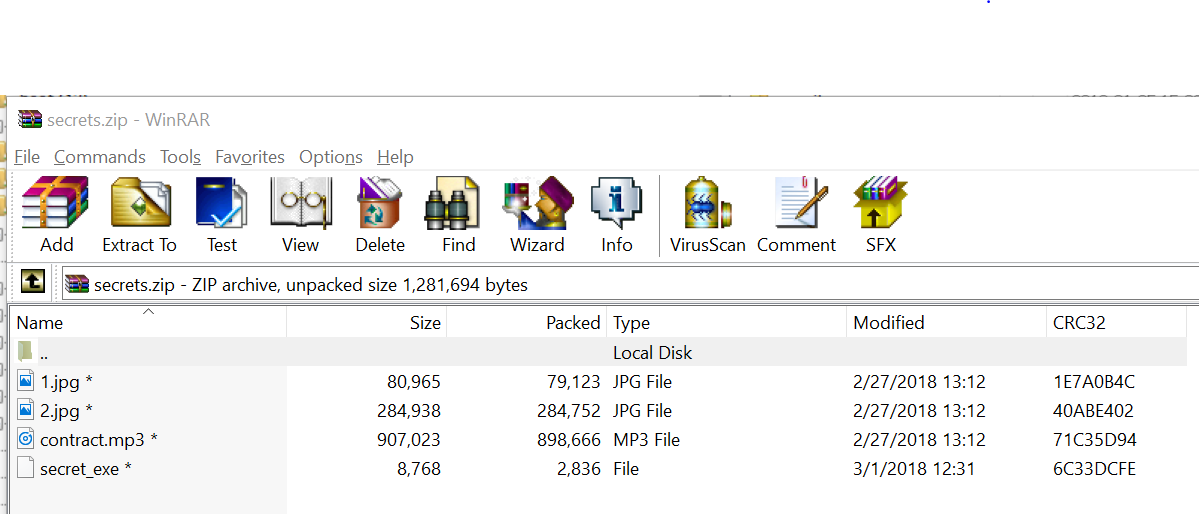 secrets.zip - WinRAR
File Commands Tools Favorites Options Help
Add Extract To Test View Delete Find Wizard Info VirusScan Comment SFX
secrets.zip - ZIP archive, unpacked size 1,281,694 bytes
Name Size Packed Type Modified CRC32
.. Local Disk
1.jpg * 80,965 79,123 JPG File 2/27/2018 13:12 1E7A0B4C
2.jpg * 284,938 284,752 JPG File 2/27/2018 13:12 40ABE402
contract.mp3 * 907,023 898,666 MP3 File 2/27/2018 13:12 71C35D94
secret_exe * 8,768 2,836 File 3/1/2018 12:31 6C33DCFE